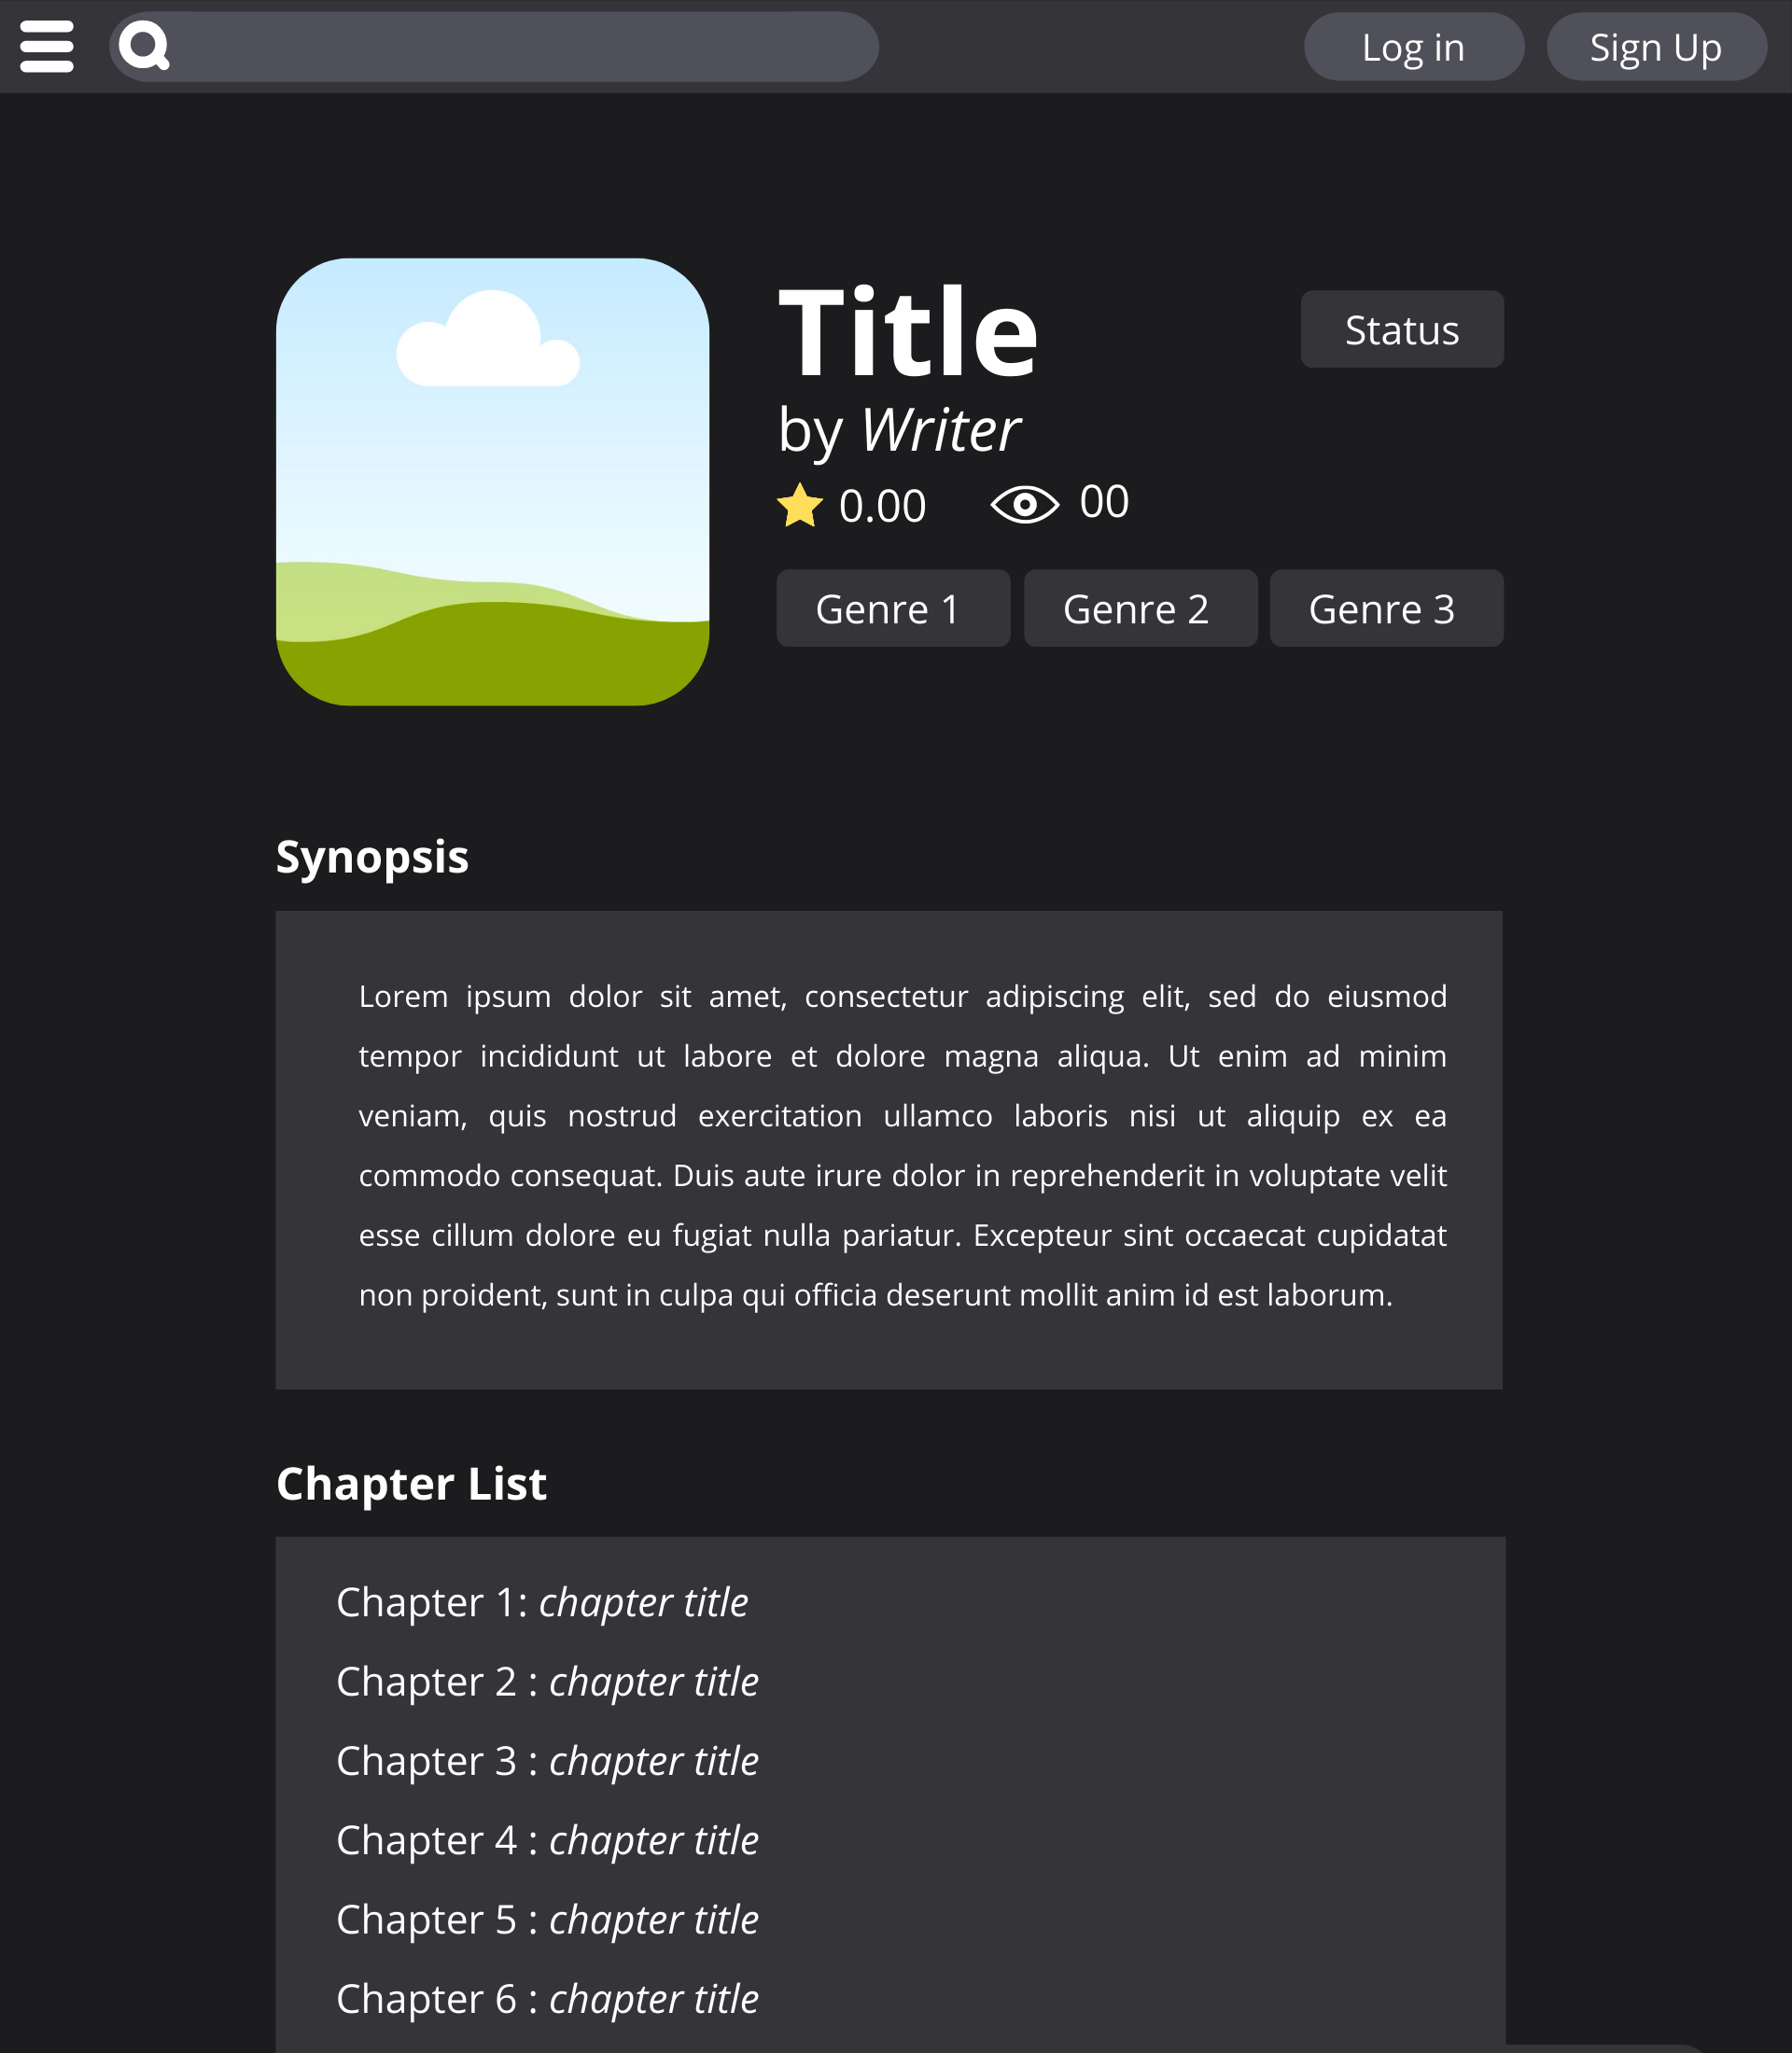 Log in
Sign Up
Title
Status
by Writer
0.00
00
Genre 1
Genre 2
Genre 3
Synopsis
Lorem ipsum dolor sit amet, consectetur adipiscing elit, sed do eiusmod
tempor incididunt ut labore et dolore magna aliqua. Ut enim ad minim
veniam, quis nostrud exercitation ullamco laboris nisi ut aliquip ex ea
commodo consequat. Duis aute irure dolor in reprehenderit in voluptate velit
esse cillum dolore eu fugiat nulla pariatur. Excepteur sint occaecat cupidatat
non proident, sunt in culpa qui officia deserunt mollit anim id est laborum.
Chapter List
Chapter 1: chapter title
Chapter 2 : chapter title
Chapter 3 : chapter title
Chapter 4 : chapter title
Chapter 5 : chapter title
Chapter 6 : chapter title